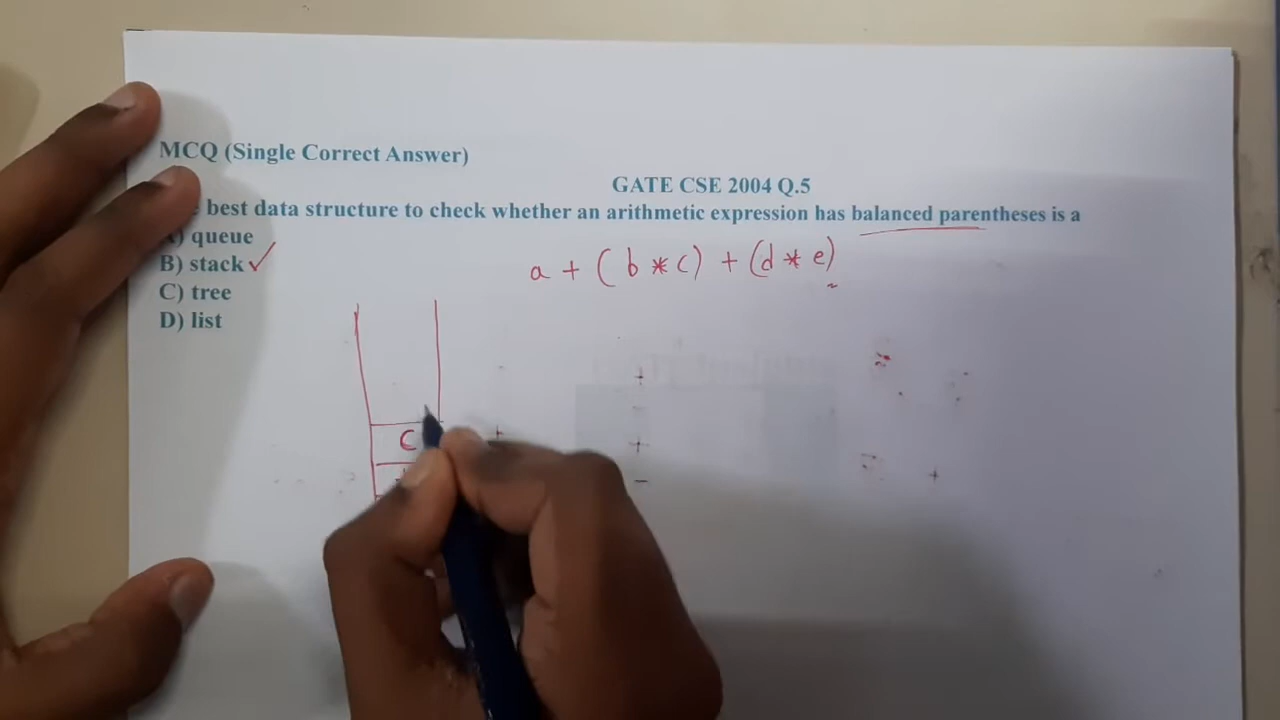 MCQ (Single Correct Answer)
GATE CSE 2004 Q.5
best data structure to check whether an arithmetic expression has balanced parentheses is a
) queue
B) stack ✓
C) tree
D) list
a + (b * c) + (d * e)